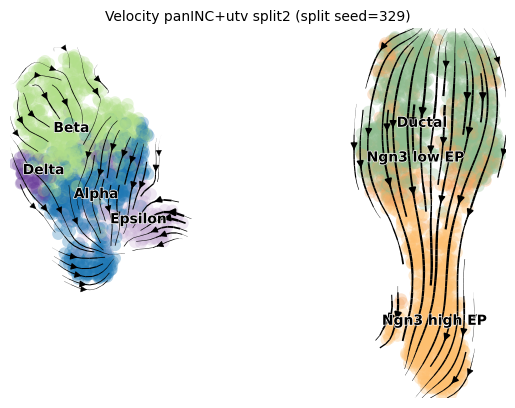 Velocity panINC+utv split2 (split seed=329)
Beta
Ductal
Ngn3 low EP
Delta
Alpha
Epsilon
Ngn3 high EP